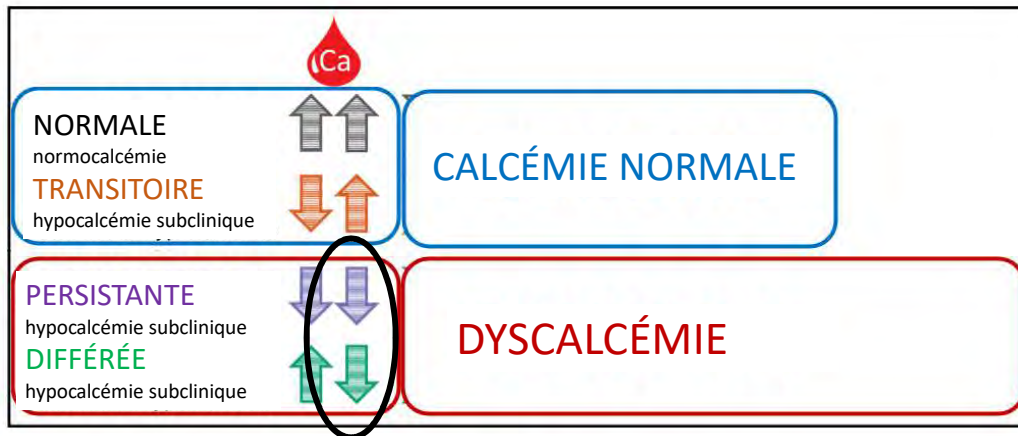 Ca
NORMALE
normocalcémie
TRANSITOIRE
hypocalcémie subclinique
CALCÉMIE NORMALE
PERSISTANTE
hypocalcémie subclinique
DIFFÉRÉE
hypocalcémie subclinique
DYSCALCÉMIE